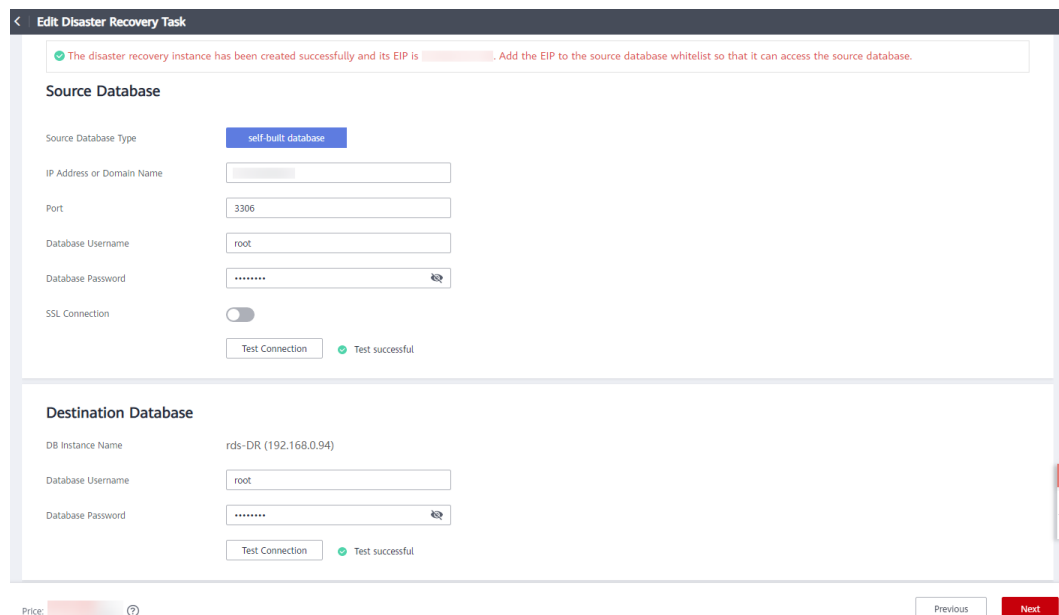 Edit Disaster Recovery Task
The disaster recovery instance has been created successfully and its EIP is . Add the EIP to the source database whitelist so that it can access the source database.
Source Database
Source Database Type self-built database
IP Address or Domain Name
Port 3306
Database Username root
Database Password ••••••••
SSL Connection
Test Connection Test successful
Destination Database
DB Instance Name rds-DR (192.168.0.94)
Database Username root
Database Password ••••••••
Test Connection Test successful
Price: Previous Next